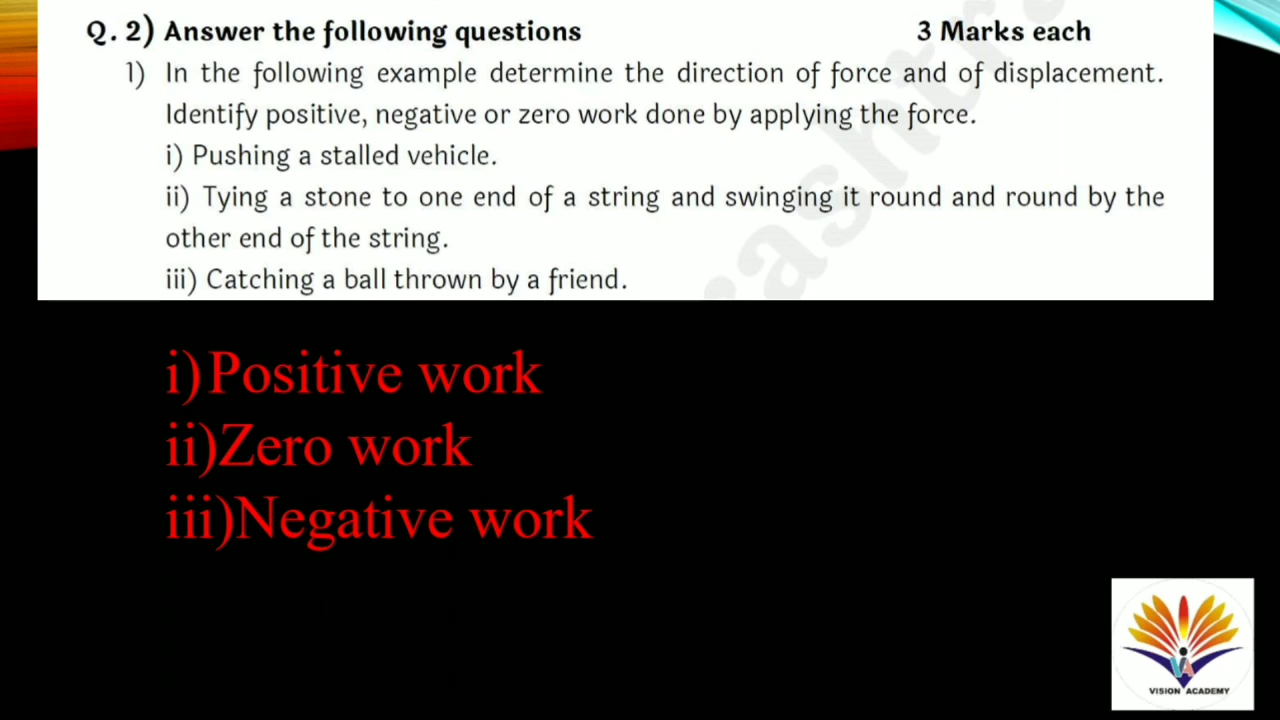 Q. 2) Answer the following questions 3 Marks each
1) In the following example determine the direction of force and of displacement.
Identify positive, negative or zero work done by applying the force.
i) Pushing a stalled vehicle.
ii) Tying a stone to one end of a string and swinging it round and round by the
other end of the string.
iii) Catching a ball thrown by a friend.
i) Positive work
ii)Zero work
iii)Negative work
VA
VISION ACADEMY